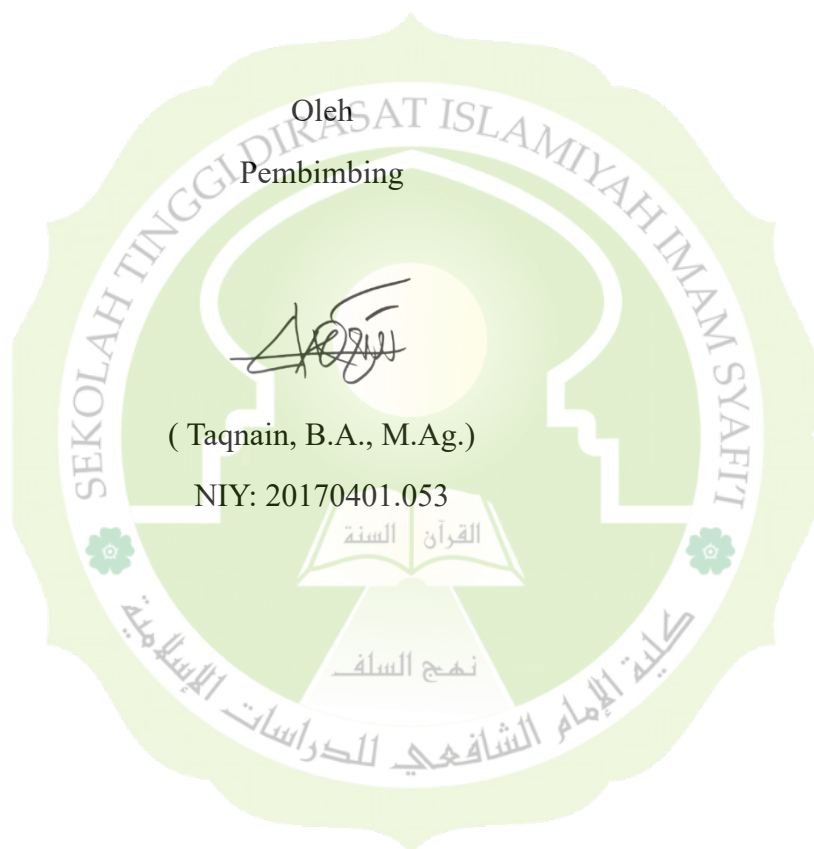 Oleh
Pembimbing
( Taqnain, B.A., M.Ag.)
NIY: 20170401.053
SEKOLAH TINGGI DIRASAT ISLAMIYAH IMAM SYAFI'I
القرآن السنة
نهج السلف
كلية الإمام الشافعي للدراسات الإسلامية